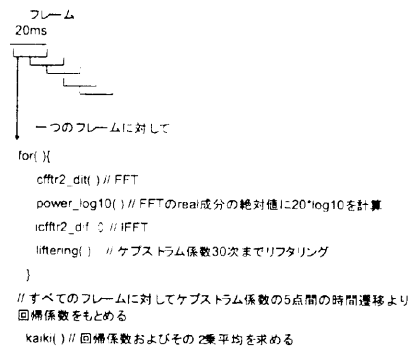 フレーム
20ms
一つのフレームに対して
for( ){
cfftr2_dit( ) // FFT
power_log10( ) // FFTのreal成分の絶対値に20*log10を計算
icfftr2_dif( ) // IFFT
liftering( ) // ケプストラム係数30次までリフタリング
}
// すべてのフレームに対してケプストラム係数の5点間の時間遷移より
回帰係数をもとめる
kaiki( ) // 回帰係数およびその2乗平均を求める